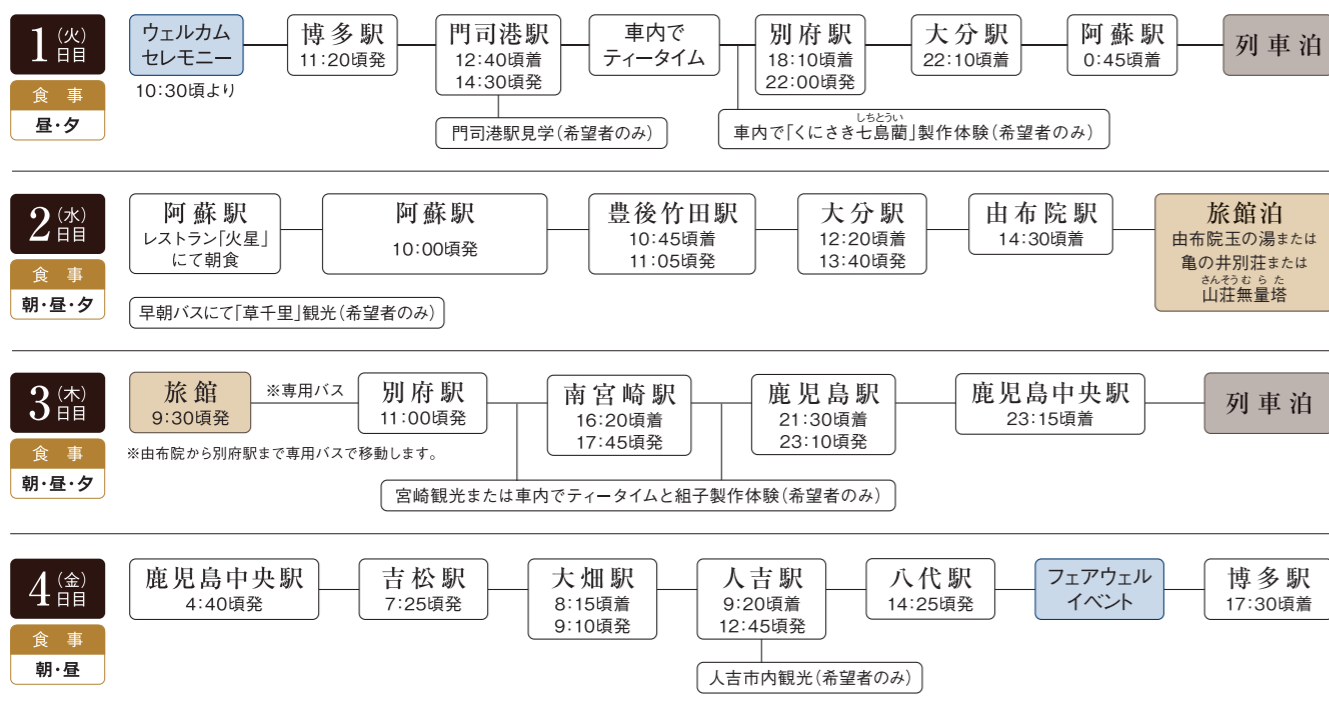 1
(火)
日目
食 事
昼・夕
ウェルカム
セレモニー
10:30頃より
博多駅
11:20頃発
門司港駅
12:40頃着
14:30頃発
門司港駅見学(希望者のみ)
車内で
ティータイム
別府駅
18:10頃着
22:00頃発
しちとうい
車内で「くにさき七島藺」製作体験(希望者のみ)
大分駅
22:10頃着
阿蘇駅
0:45頃着
列車泊
2
(水)
日目
食 事
朝・昼・夕
阿蘇駅
レストラン「火星」
にて朝食
早朝バスにて「草千里」観光(希望者のみ)
阿蘇駅
10:00頃発
豊後竹田駅
10:45頃着
11:05頃発
大分駅
12:20頃着
13:40頃発
由布院駅
14:30頃着
旅館泊
由布院玉の湯または
亀の井別荘または
さんそうむらた
山荘無量塔
3
(木)
日目
食 事
朝・昼・夕
旅館
9:30頃発
※専用バス
※由布院から別府駅まで専用バスで移動します。
別府駅
11:00頃発
南宮崎駅
16:20頃着
17:45頃発
宮崎観光または車内でティータイムと組子製作体験(希望者のみ)
鹿児島駅
21:30頃着
23:10頃発
鹿児島中央駅
23:15頃着
列車泊
4
(金)
日目
食 事
朝・昼
鹿児島中央駅
4:40頃発
吉松駅
7:25頃発
大畑駅
8:15頃着
9:10頃発
人吉駅
9:20頃着
12:45頃発
人吉市内観光(希望者のみ)
八代駅
14:25頃発
フェアウェル
イベント
博多駅
17:30頃着